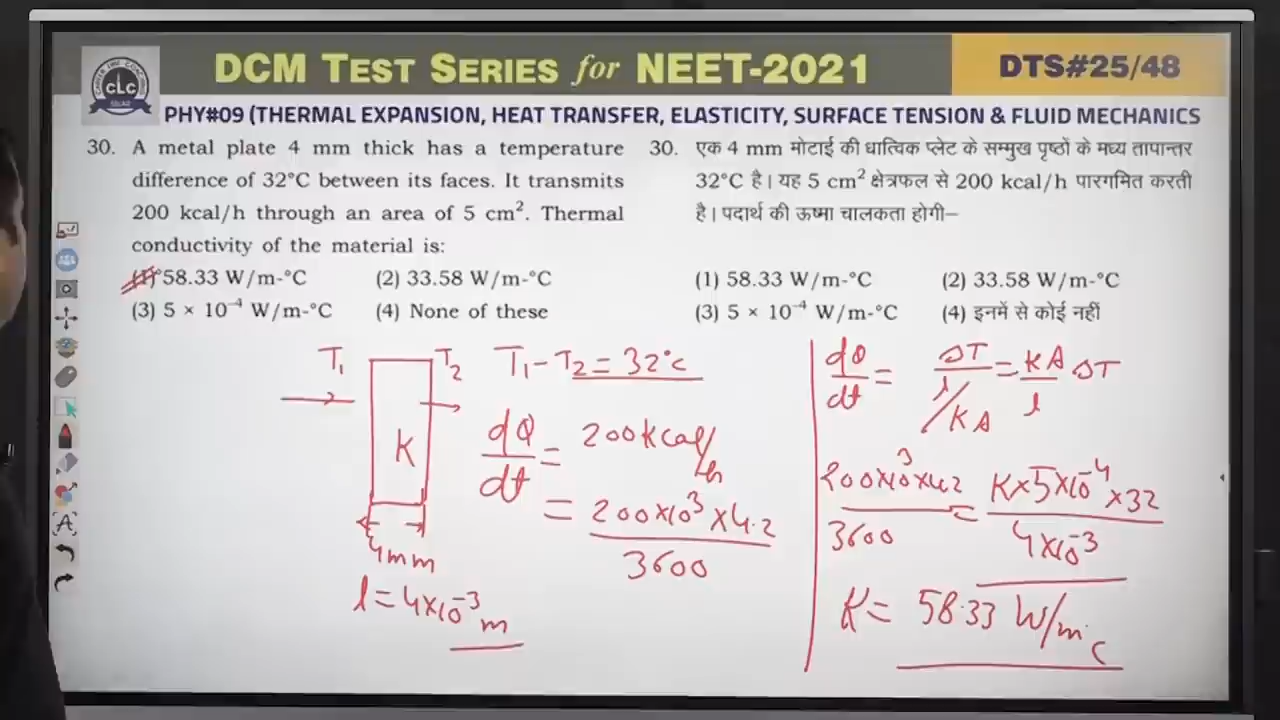 DCM TEST SERIES for NEET-2021
DTS#25/48
CLC
PHY#09 (THERMAL EXPANSION, HEAT TRANSFER, ELASTICITY, SURFACE TENSION & FLUID MECHANICS
30. A metal plate 4 mm thick has a temperature
difference of 32°C between its faces. It transmits
200 kcal/h through an area of 5 cm². Thermal
conductivity of the material is:
(1) 58.33 W/m-°C (2) 33.58 W/m-°C
(3) 5 × 10⁻⁴ W/m-°C (4) None of these
30. एक 4 mm मोटाई की धात्विक प्लेट के सम्मुख पृष्ठों के मध्य तापान्तर
32°C है। यह 5 cm² क्षेत्रफल से 200 kcal/h पारगमित करती
है। पदार्थ की ऊष्मा चालकता होगी–
(1) 58.33 W/m-°C (2) 33.58 W/m-°C
(3) 5 × 10⁻⁴ W/m-°C (4) इनमें से कोई नहीं
T₁ T₂
K
4mm
l = 4×10⁻³ m
T₁ - T₂ = 32°C
dQ/dt = 200 kcal/h
= 200×10³ ×4.2 / 3600
dQ/dt = ΔT / l/KA = KA/l ΔT
200×10³×4.2 / 3600 = K×5×10⁻⁴×32 / 4×10⁻³
K = 58.33 W/m°C
[A]